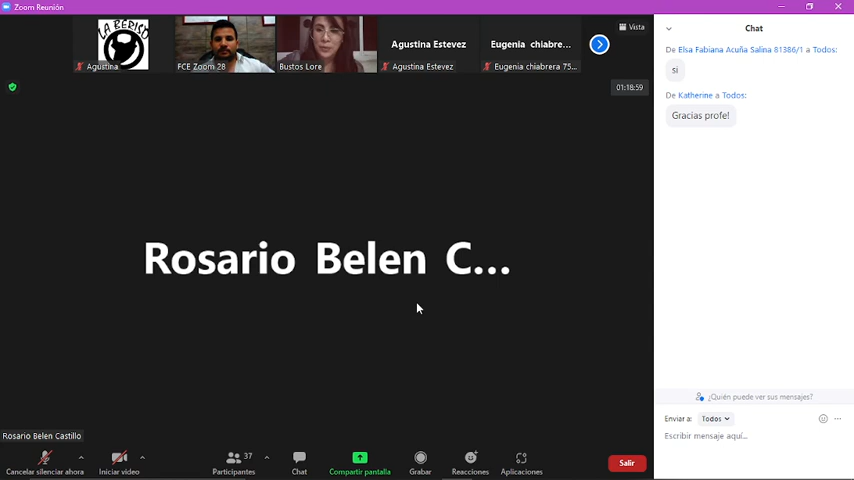 Zoom Reunión
LA BERISO
Agustina
FCE Zoom 28
Bustos Lore
Agustina Estevez
Agustina Estevez
Eugenia chiabre...
Eugenia chiabrera 75...
Vista
01:18:59
Rosario Belen C...
Rosario Belen Castillo
Cancelar silenciar ahora
Iniciar video
37
Participantes
Chat
Compartir pantalla
Grabar
Reacciones
Aplicaciones
Salir
Chat
De Elsa Fabiana Acuña Salina 81386/1 a Todos:
si
De Katherine a Todos:
Gracias profe!
¿Quién puede ver sus mensajes?
Enviar a: Todos
Escribir mensaje aquí...